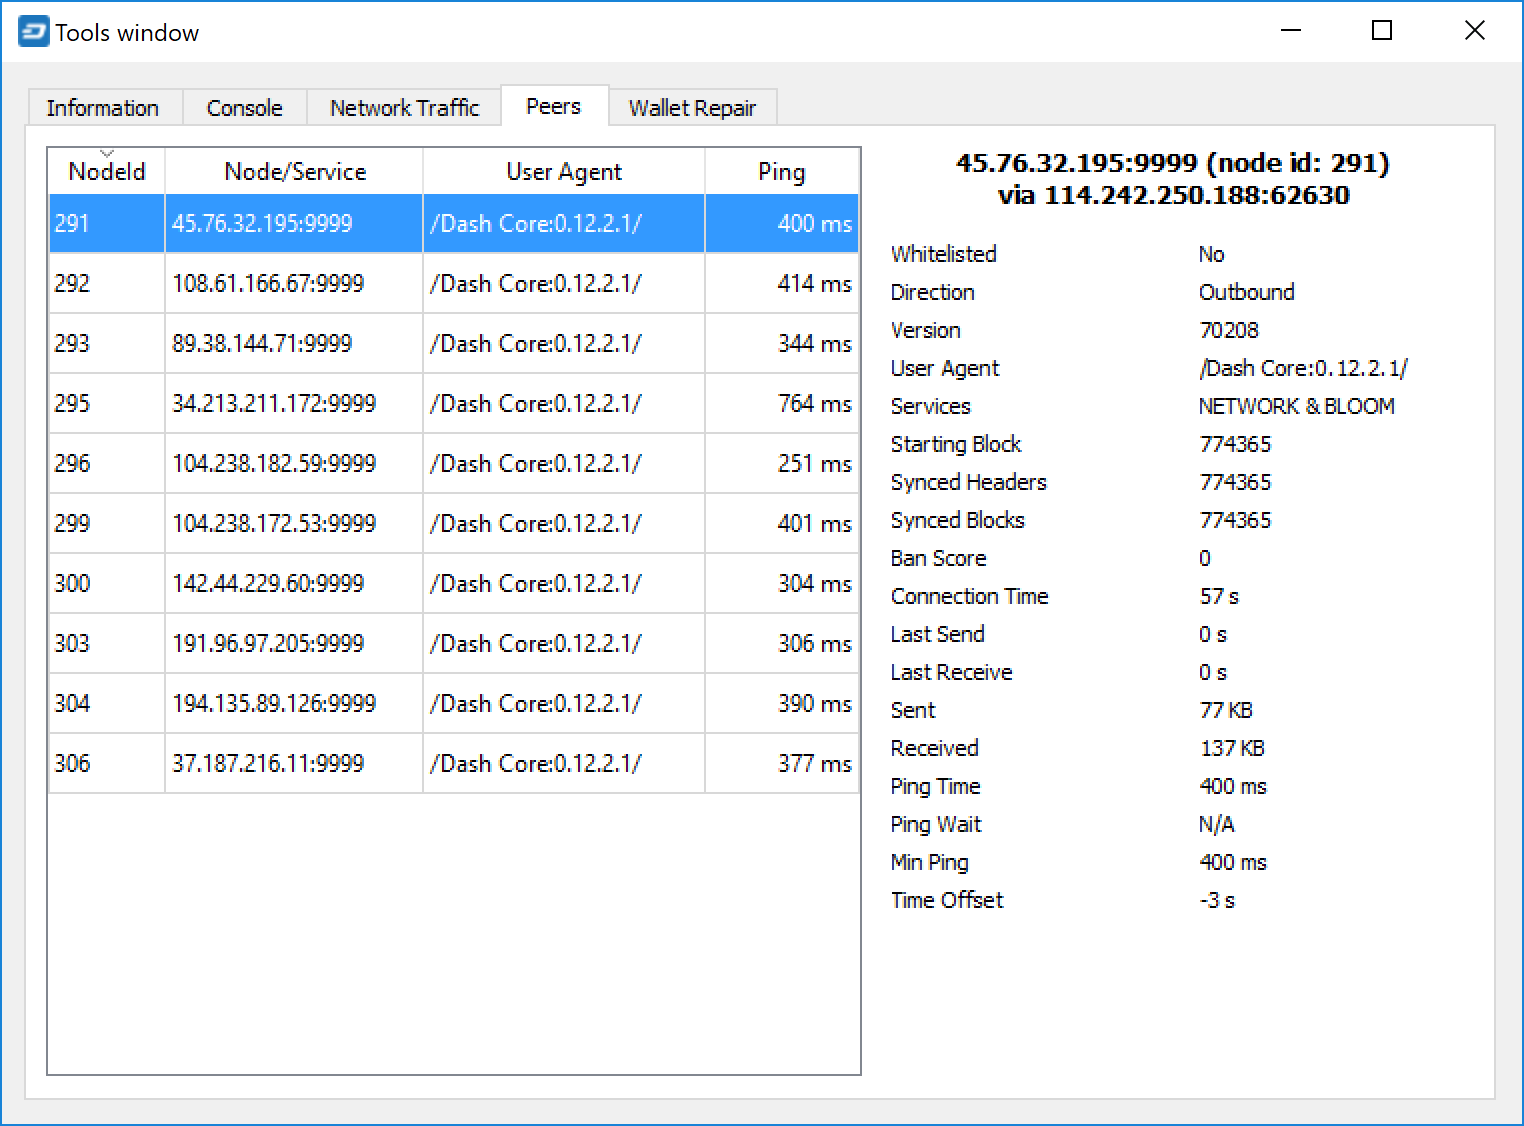 Tools window
Information Console Network Traffic Peers Wallet Repair
NodeId Node/Service User Agent Ping
291 45.76.32.195:9999 /Dash Core:0.12.2.1/ 400 ms
292 108.61.166.67:9999 /Dash Core:0.12.2.1/ 414 ms
293 89.38.144.71:9999 /Dash Core:0.12.2.1/ 344 ms
295 34.213.211.172:9999 /Dash Core:0.12.2.1/ 764 ms
296 104.238.182.59:9999 /Dash Core:0.12.2.1/ 251 ms
299 104.238.172.53:9999 /Dash Core:0.12.2.1/ 401 ms
300 142.44.229.60:9999 /Dash Core:0.12.2.1/ 304 ms
303 191.96.97.205:9999 /Dash Core:0.12.2.1/ 306 ms
304 194.135.89.126:9999 /Dash Core:0.12.2.1/ 390 ms
306 37.187.216.11:9999 /Dash Core:0.12.2.1/ 377 ms
45.76.32.195:9999 (node id: 291)
via 114.242.250.188:62630
Whitelisted No
Direction Outbound
Version 70208
User Agent /Dash Core:0.12.2.1/
Services NETWORK & BLOOM
Starting Block 774365
Synced Headers 774365
Synced Blocks 774365
Ban Score 0
Connection Time 57 s
Last Send 0 s
Last Receive 0 s
Sent 77 KB
Received 137 KB
Ping Time 400 ms
Ping Wait N/A
Min Ping 400 ms
Time Offset -3 s